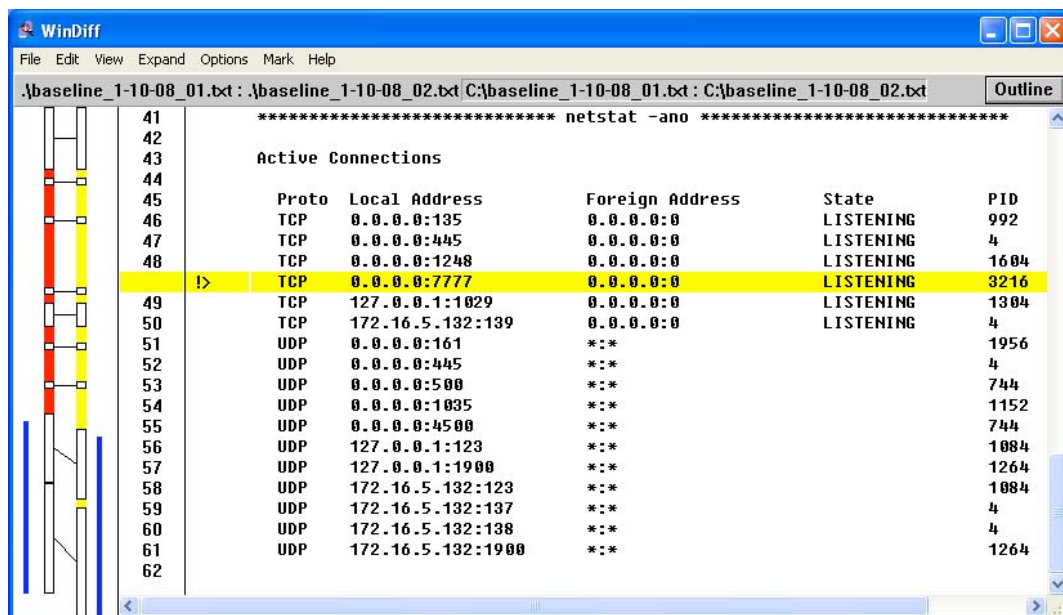 WinDiff
File Edit View Expand Options Mark Help
.\baseline_1-10-08_01.txt : .\baseline_1-10-08_02.txt C:\baseline_1-10-08_01.txt : C:\baseline_1-10-08_02.txt Outline
41 ***************************** netstat -ano ******************************
42
43 Active Connections
44
45 Proto Local Address Foreign Address State PID
46 TCP 0.0.0.0:135 0.0.0.0:0 LISTENING 992
47 TCP 0.0.0.0:445 0.0.0.0:0 LISTENING 4
48 TCP 0.0.0.0:1248 0.0.0.0:0 LISTENING 1604
!> TCP 0.0.0.0:7777 0.0.0.0:0 LISTENING 3216
49 TCP 127.0.0.1:1029 0.0.0.0:0 LISTENING 1304
50 TCP 172.16.5.132:139 0.0.0.0:0 LISTENING 4
51 UDP 0.0.0.0:161 *:* 1956
52 UDP 0.0.0.0:445 *:* 4
53 UDP 0.0.0.0:500 *:* 744
54 UDP 0.0.0.0:1035 *:* 1152
55 UDP 0.0.0.0:4500 *:* 744
56 UDP 127.0.0.1:123 *:* 1084
57 UDP 127.0.0.1:1900 *:* 1264
58 UDP 172.16.5.132:123 *:* 1084
59 UDP 172.16.5.132:137 *:* 4
60 UDP 172.16.5.132:138 *:* 4
61 UDP 172.16.5.132:1900 *:* 1264
62